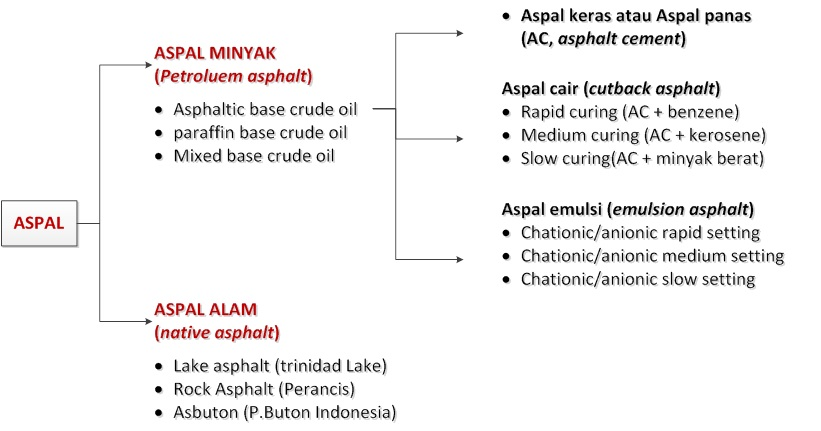 ASPAL
ASPAL MINYAK
(Petroluem asphalt)
• Asphaltic base crude oil
• paraffin base crude oil
• Mixed base crude oil
• Aspal keras atau Aspal panas
(AC, asphalt cement)
Aspal cair (cutback asphalt)
• Rapid curing (AC + benzene)
• Medium curing (AC + kerosene)
• Slow curing(AC + minyak berat)
Aspal emulsi (emulsion asphalt)
• Chationic/anionic rapid setting
• Chationic/anionic medium setting
• Chationic/anionic slow setting
ASPAL ALAM
(native asphalt)
• Lake asphalt (trinidad Lake)
• Rock Asphalt (Perancis)
• Asbuton (P.Buton Indonesia)